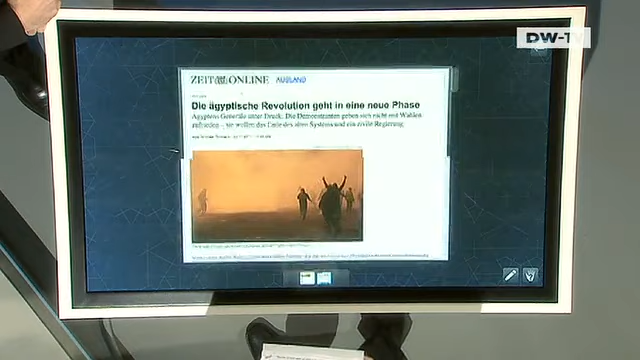 DW-TV
ZEIT ONLINE AUSLAND
Die ägyptische Revolution geht in eine neue Phase
Ägyptens Generäle unter Druck: Die Demonstranten geben sich nicht mit Wahlen
zufrieden – sie wollen das Ende des alten Systems und ein zivile Regierung.